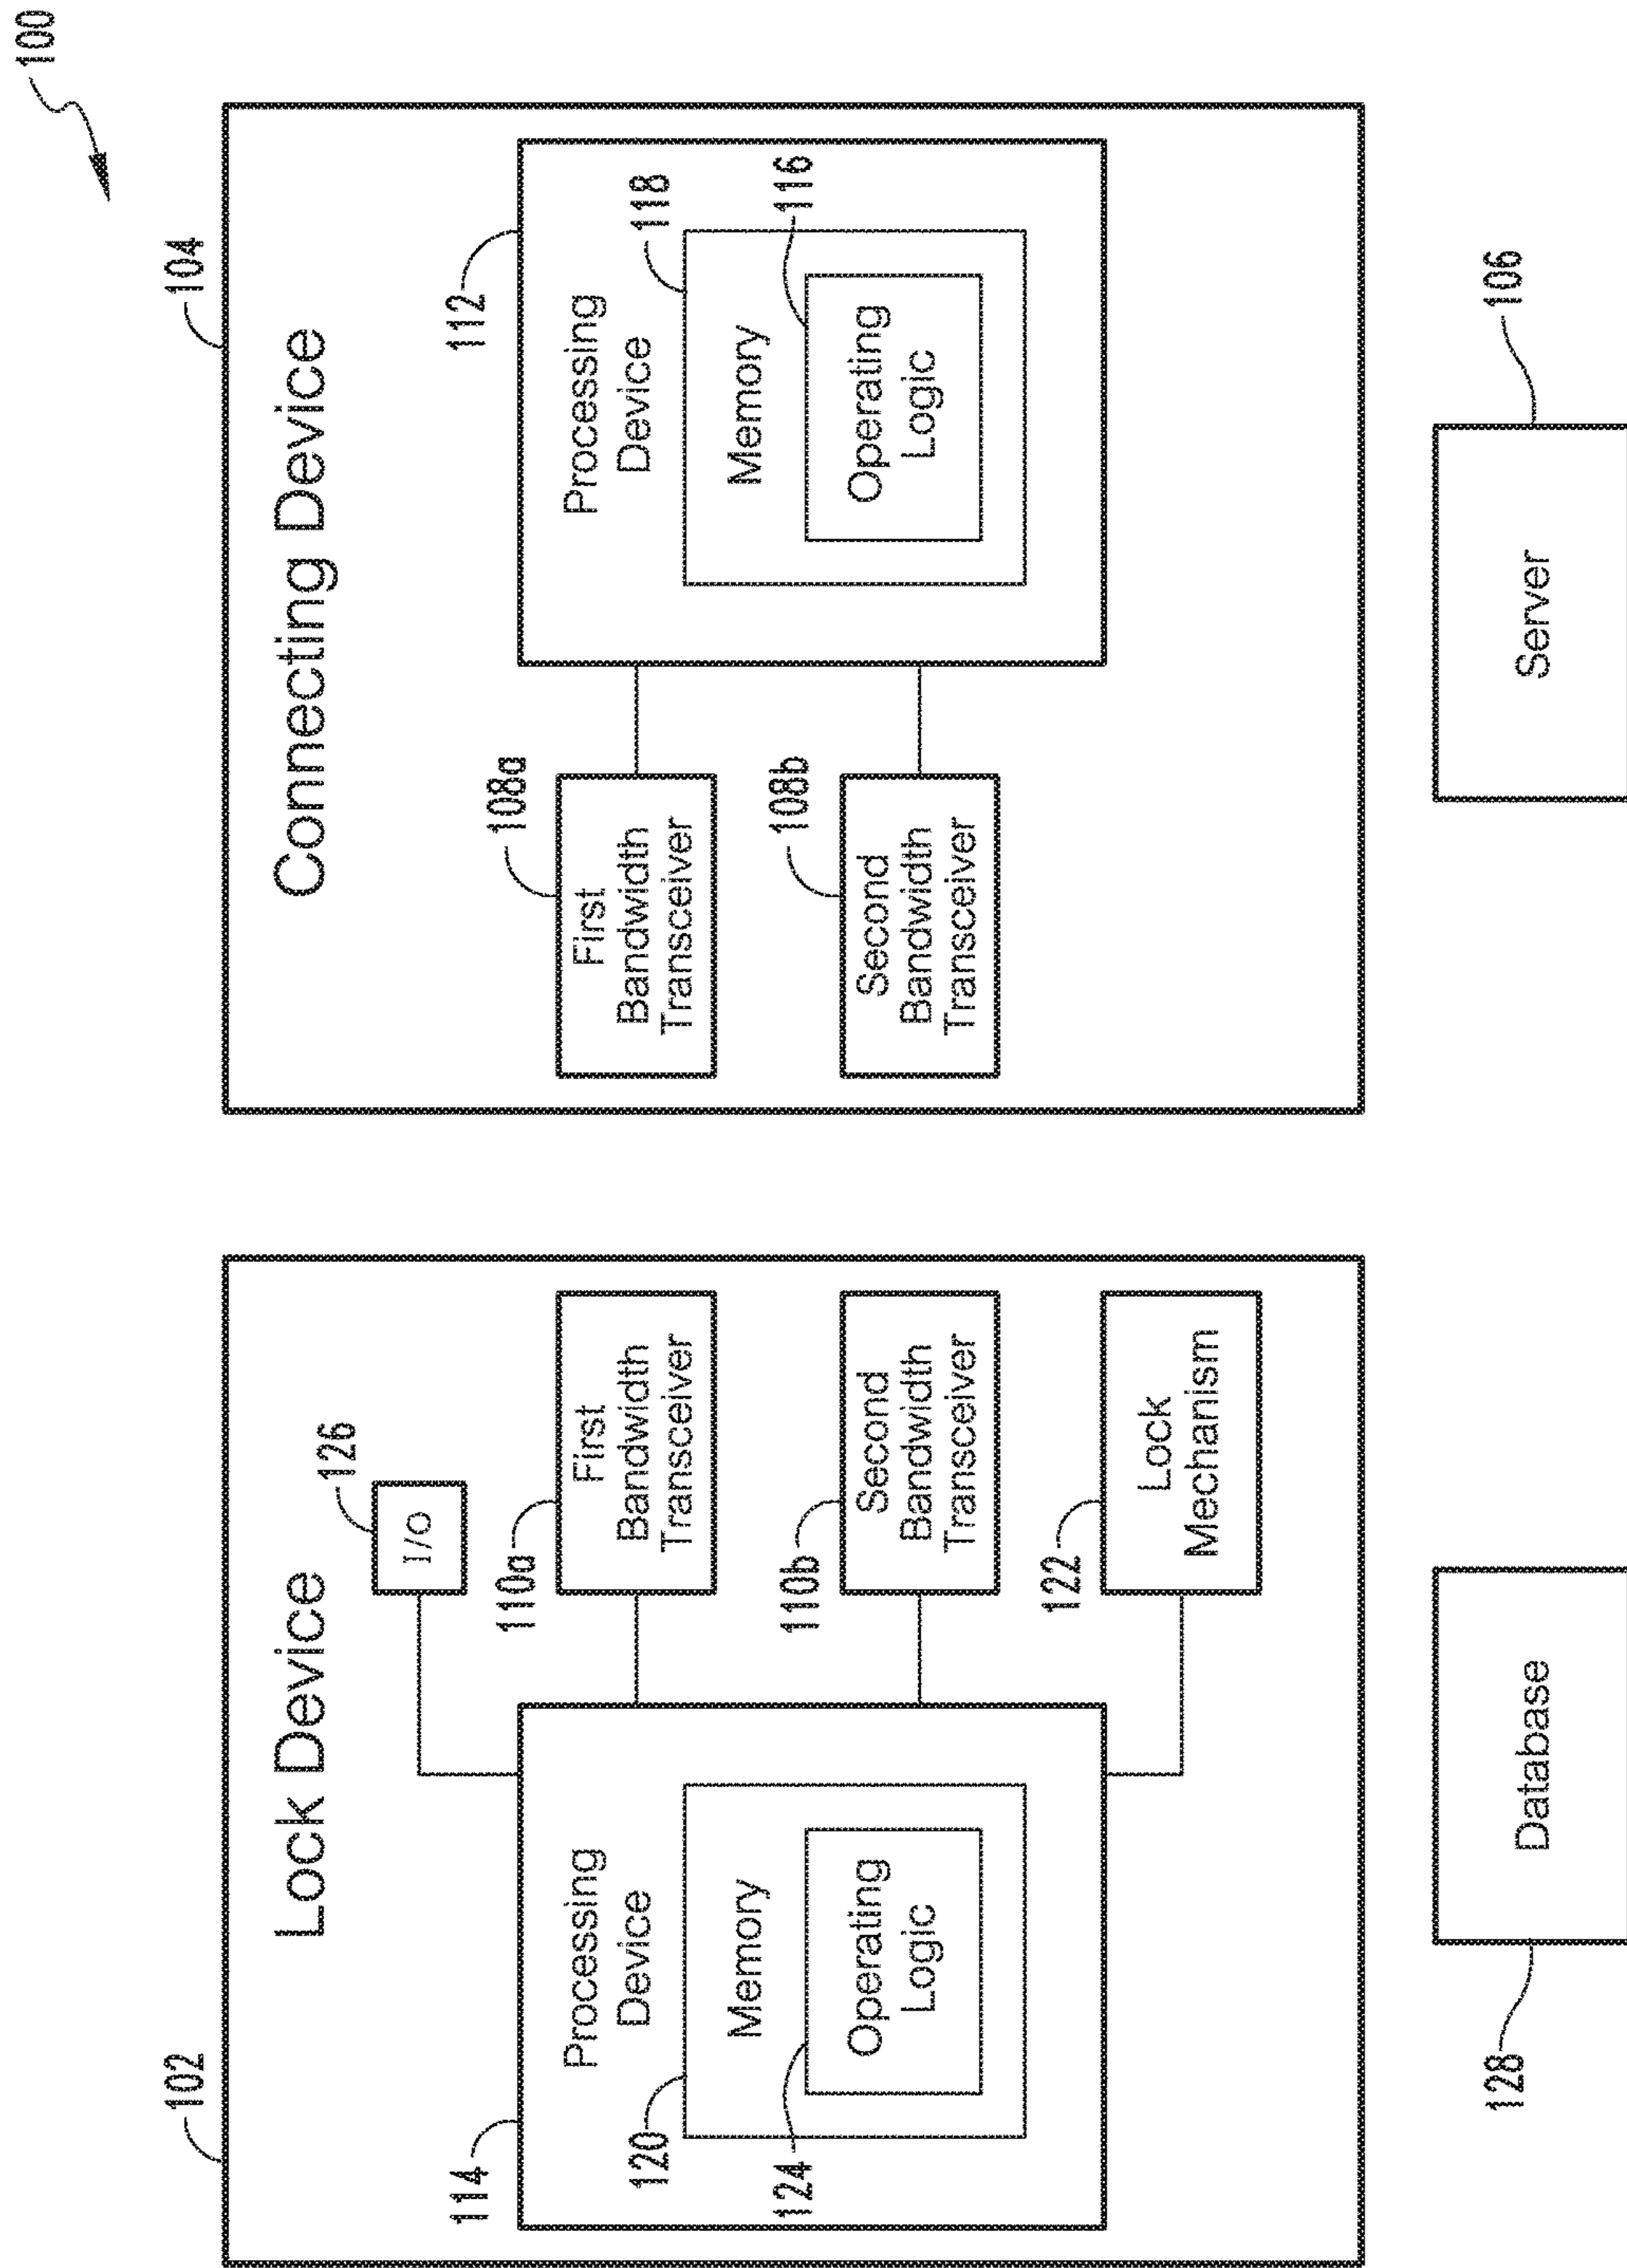 100
102
Lock Device
126
I/O
114
Processing
Device
120
Memory
124
Operating
Logic
110a
First
Bandwidth
Transceiver
110b
Second
Bandwidth
Transceiver
122
Lock
Mechanism
104
Connecting Device
108a
First
Bandwidth
Transceiver
108b
Second
Bandwidth
Transceiver
112
Processing
Device
118
Memory
116
Operating
Logic
128
Database
Server
106